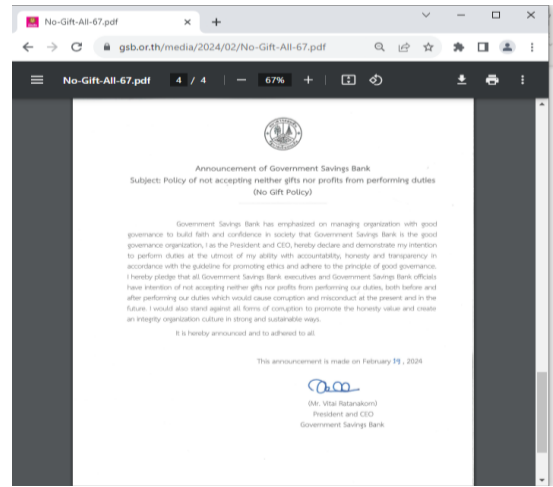 No-Gift-All-67.pdf
gsb.or.th/media/2024/02/No-Gift-All-67.pdf
No-Gift-All-67.pdf 4 / 4 67%
Announcement of Government Savings Bank
Subject: Policy of not accepting neither gifts nor profits from performing duties
(No Gift Policy)
Government Savings Bank has emphasized on managing organization with good
governance to build faith and confidence in society that Government Savings Bank is the good
governance organization, I as the President and CEO, hereby declare and demonstrate my intention
to perform duties at the utmost of my ability with accountability, honesty and transparency in
accordance with the guideline for promoting ethics and adhere to the principle of good governance.
I hereby pledge that all Government Savings Bank executives and Government Savings Bank officials
have intention of not accepting neither gifts nor profits from performing our duties, both before and
after performing our duties which would cause corruption and misconduct at the present and in the
future. I would also stand against all forms of corruption to promote the honesty value and create
an integrity organization culture in strong and sustainable ways.
It is hereby announced and to adhered to all.
This announcement is made on February 14, 2024
(Mr. Vitai Ratanakorn)
President and CEO
Government Savings Bank